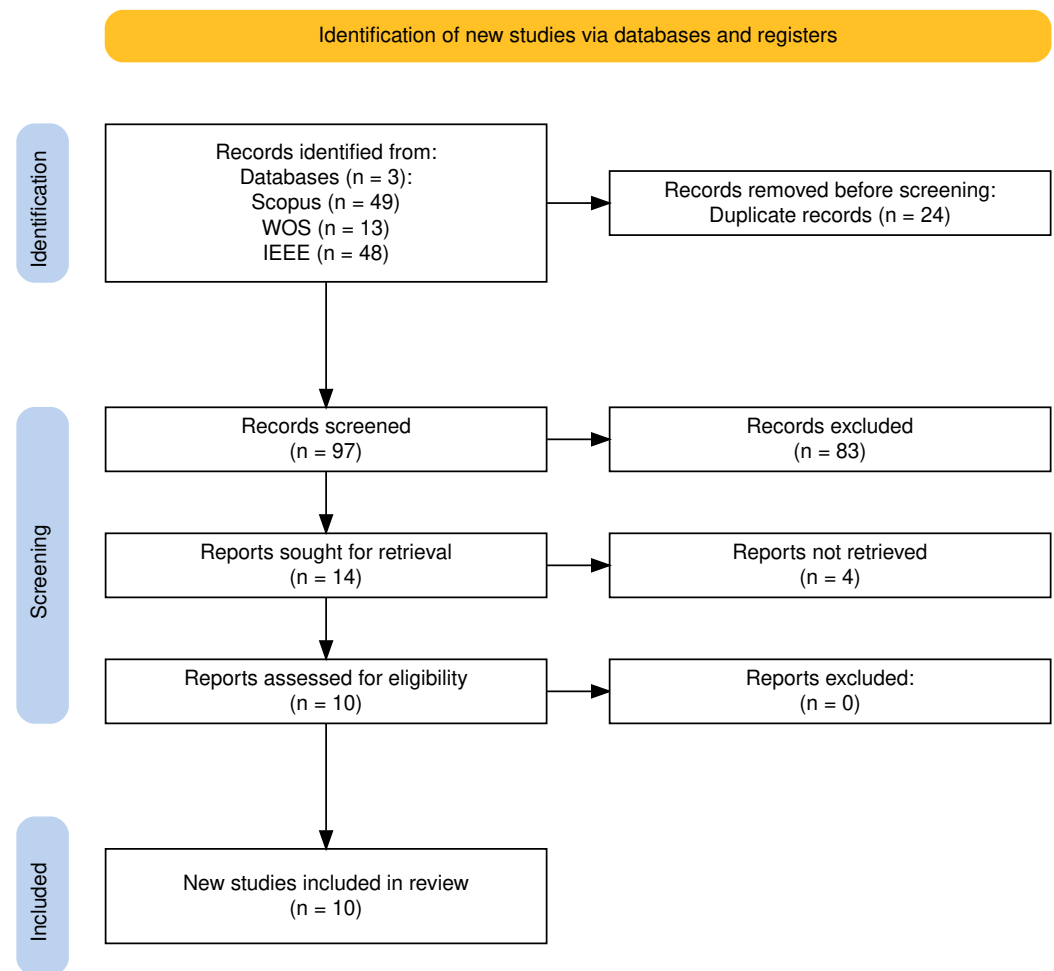 Identification of new studies via databases and registers
Identification
Records identified from:
Databases (n = 3):
Scopus (n = 49)
WOS (n = 13)
IEEE (n = 48)
Records removed before screening:
Duplicate records (n = 24)
Screening
Records screened
(n = 97)
Records excluded
(n = 83)
Reports sought for retrieval
(n = 14)
Reports not retrieved
(n = 4)
Reports assessed for eligibility
(n = 10)
Reports excluded:
(n = 0)
Included
New studies included in review
(n = 10)